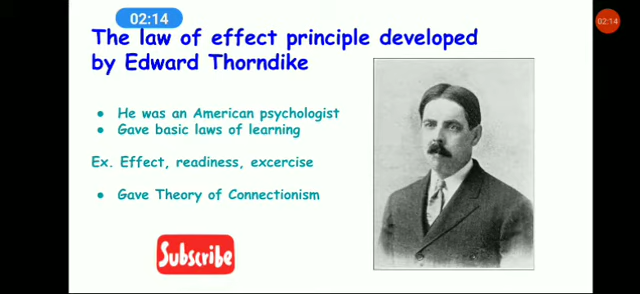 02:14
02:14
The law of effect principle developed
by Edward Thorndike
• He was an American psychologist
• Gave basic laws of learning
Ex. Effect, readiness, excercise
• Gave Theory of Connectionism
Subscribe